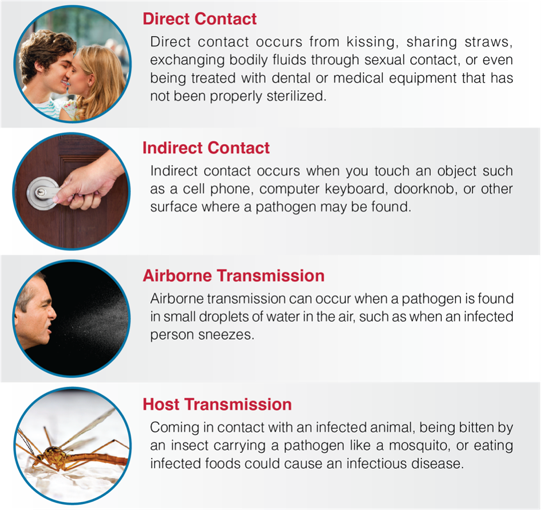 Direct Contact
Direct contact occurs from kissing, sharing straws,
exchanging bodily fluids through sexual contact, or even
being treated with dental or medical equipment that has
not been properly sterilized.
Indirect Contact
Indirect contact occurs when you touch an object such
as a cell phone, computer keyboard, doorknob, or other
surface where a pathogen may be found.
Airborne Transmission
Airborne transmission can occur when a pathogen is found
in small droplets of water in the air, such as when an infected
person sneezes.
Host Transmission
Coming in contact with an infected animal, being bitten by
an insect carrying a pathogen like a mosquito, or eating
infected foods could cause an infectious disease.